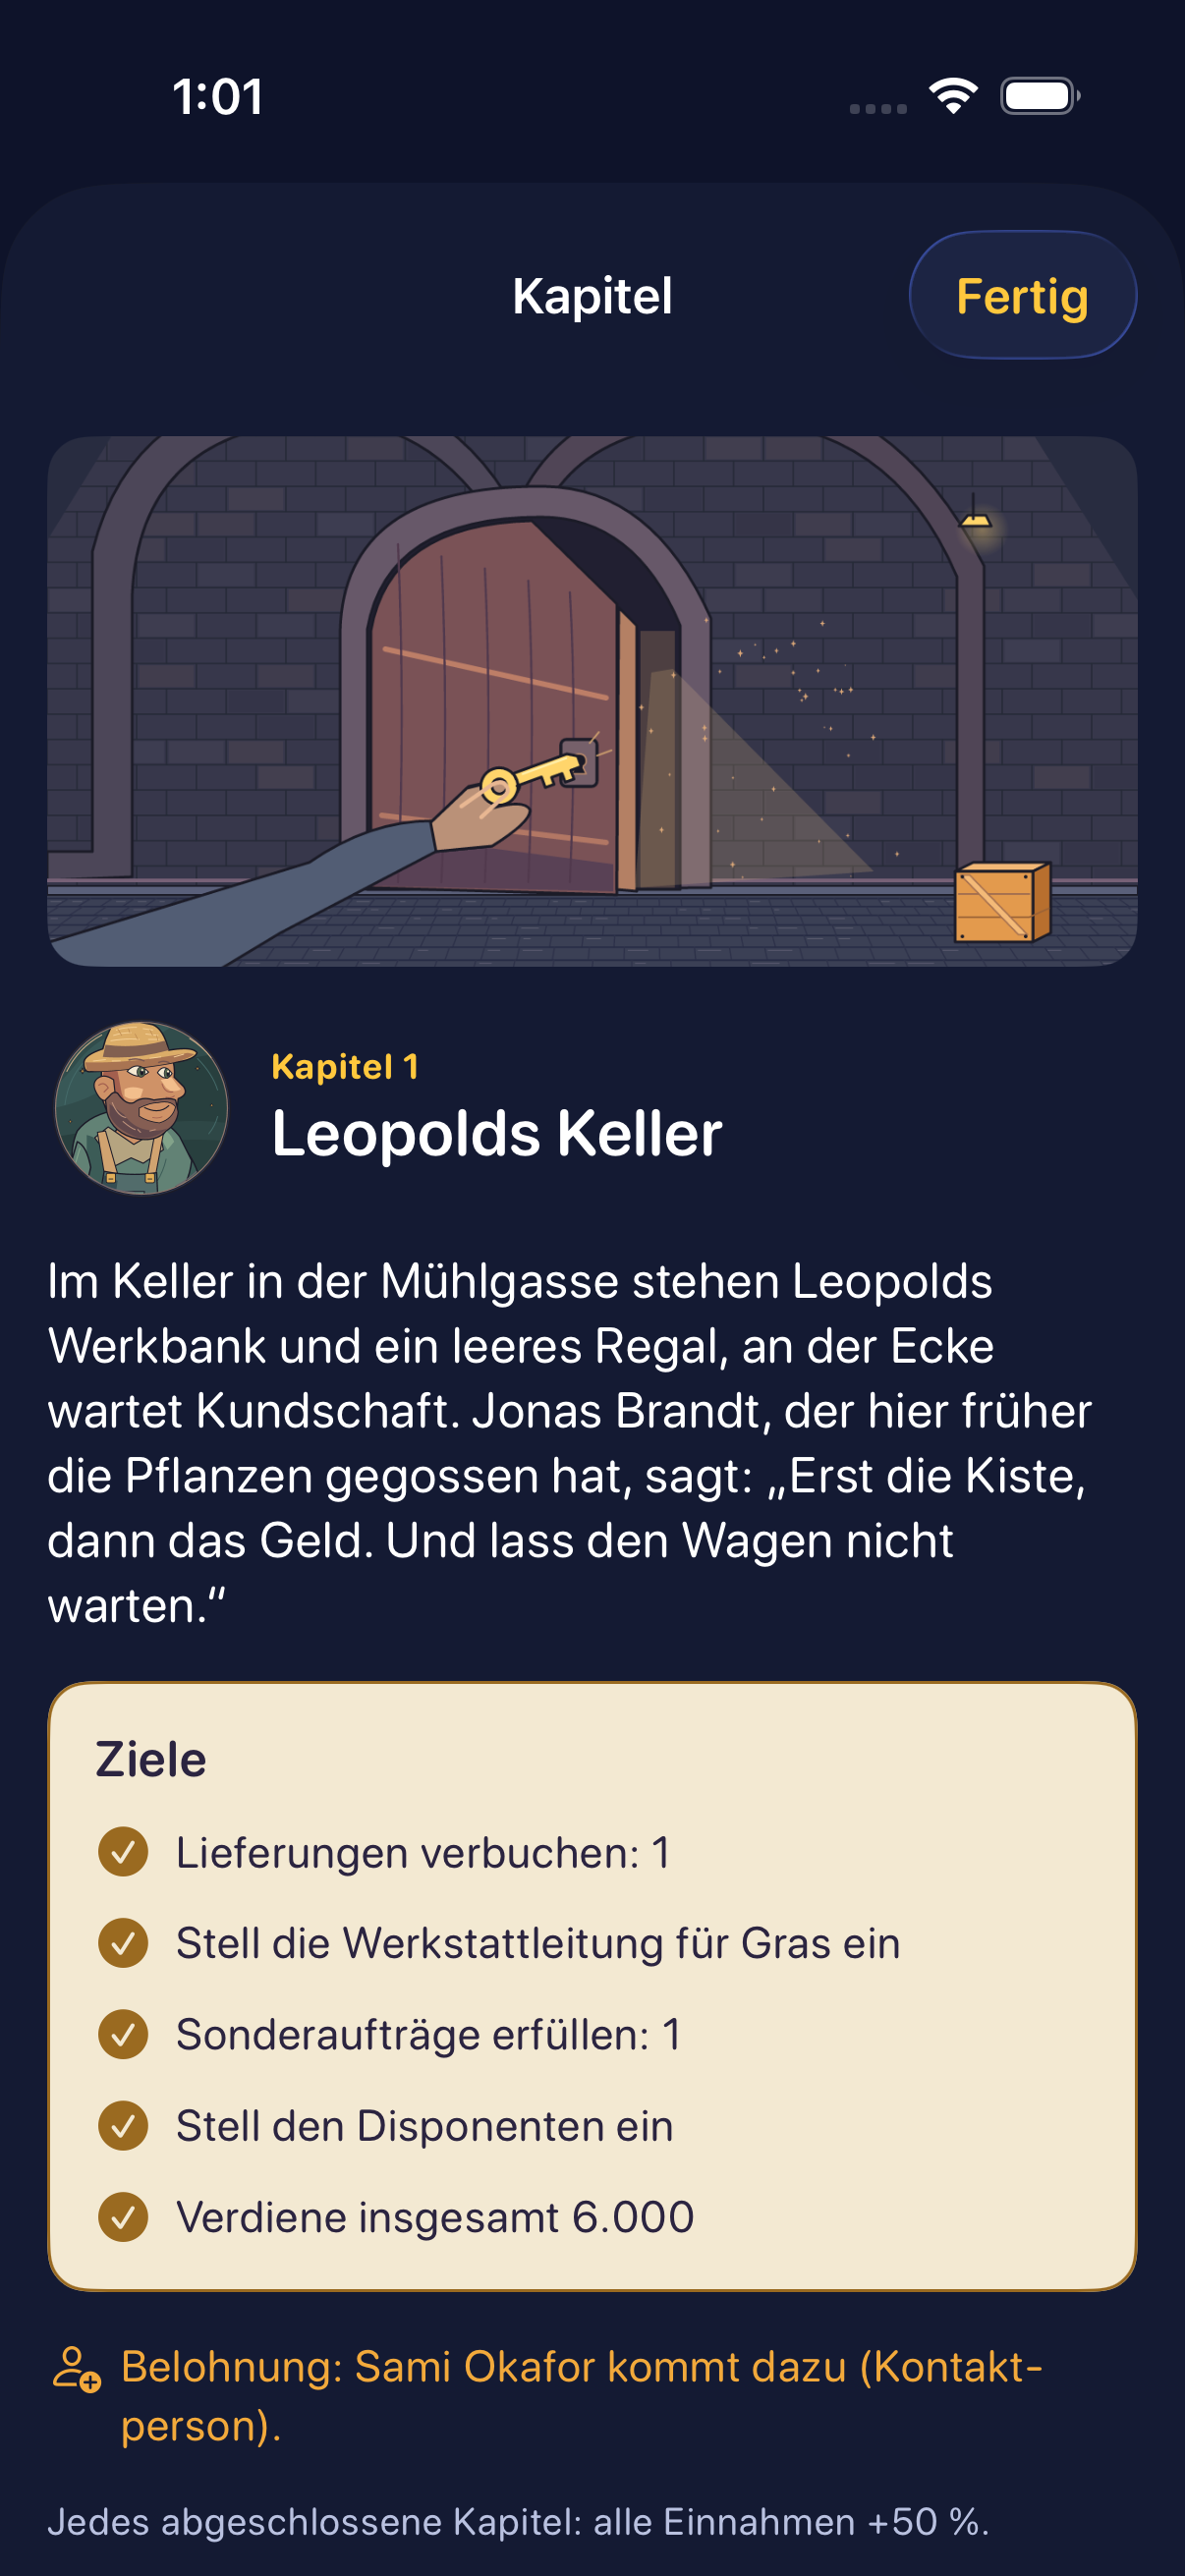 1:01
Kapitel
Fertig
Kapitel 1
Leopolds Keller
Im Keller in der Mühlgasse stehen Leopolds
Werkbank und ein leeres Regal, an der Ecke
wartet Kundschaft. Jonas Brandt, der hier früher
die Pflanzen gegossen hat, sagt: „Erst die Kiste,
dann das Geld. Und lass den Wagen nicht
warten.“
Ziele
Lieferungen verbuchen: 1
Stell die Werkstattleitung für Gras ein
Sonderaufträge erfüllen: 1
Stell den Disponenten ein
Verdiene insgesamt 6.000
Belohnung: Sami Okafor kommt dazu (Kontakt-
person).
Jedes abgeschlossene Kapitel: alle Einnahmen +50 %.